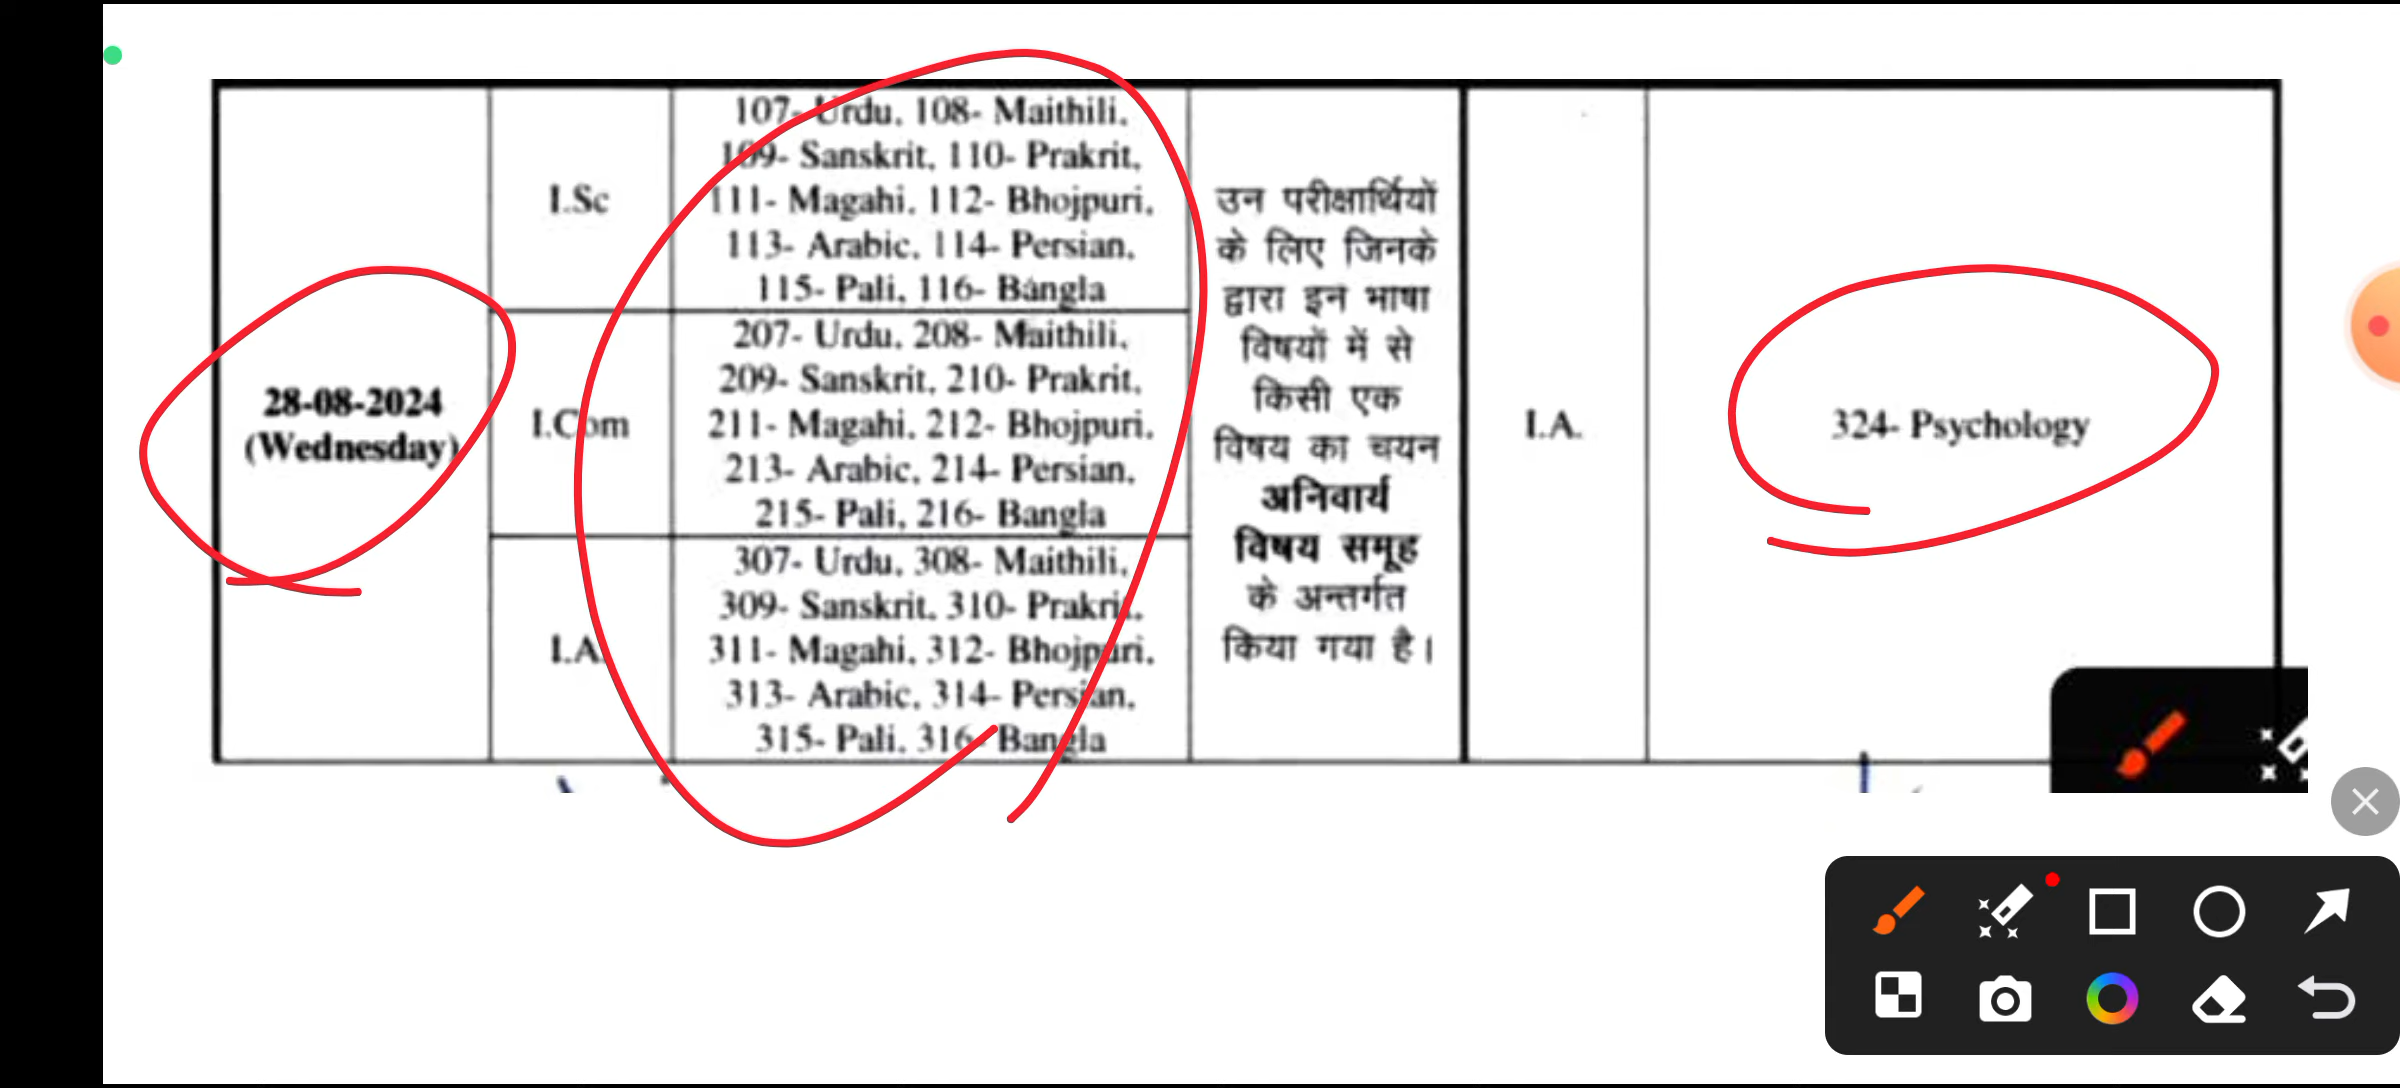 28-08-2024
(Wednesday)
I.Sc
107- Urdu, 108- Maithili,
109- Sanskrit, 110- Prakrit,
111- Magahi, 112- Bhojpuri,
113- Arabic, 114- Persian,
115- Pali, 116- Bangla
I.Com
207- Urdu, 208- Maithili,
209- Sanskrit, 210- Prakrit,
211- Magahi, 212- Bhojpuri,
213- Arabic, 214- Persian,
215- Pali, 216- Bangla
I.A.
307- Urdu, 308- Maithili,
309- Sanskrit, 310- Prakrit,
311- Magahi, 312- Bhojpuri,
313- Arabic, 314- Persian,
315- Pali, 316- Bangla
उन परीक्षार्थियों
के लिए जिनके
द्वारा इन भाषा
विषयों में से
किसी एक
विषय का चयन
अनिवार्य
विषय समूह
के अन्तर्गत
किया गया है।
I.A.
324- Psychology